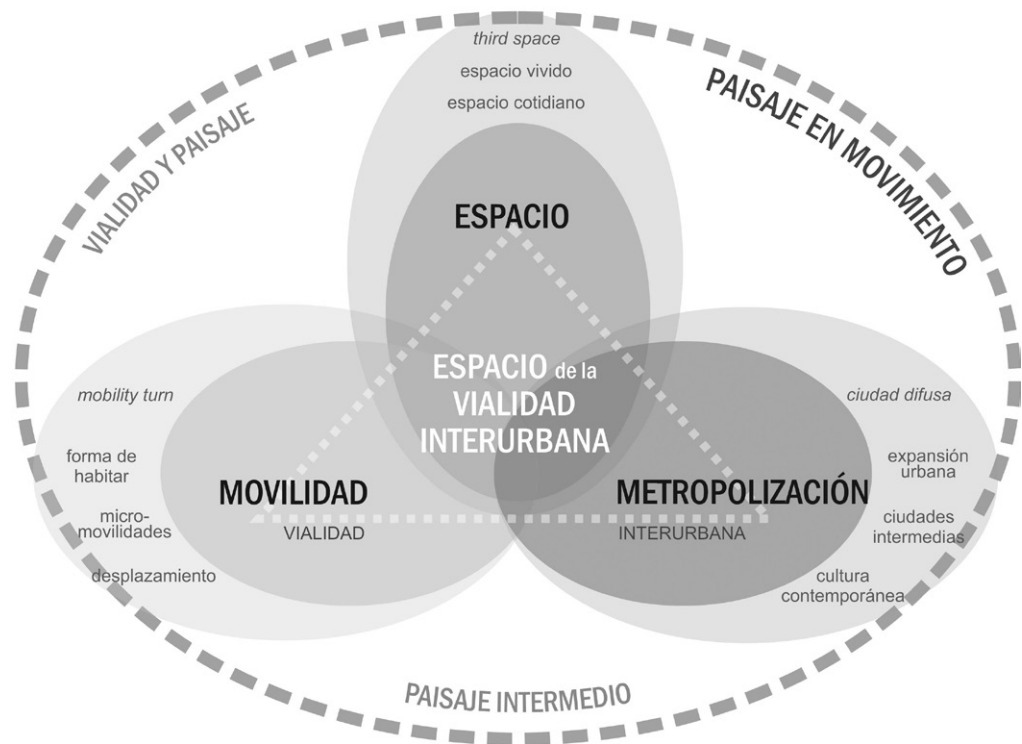 third space
espacio vivido
espacio cotidiano
VIALIDAD Y PAISAJE
PAISAJE EN MOVIMIENTO
ESPACIO
ESPACIO de la
VIALIDAD
INTERURBANA
mobility turn
forma de
habitar
micro-
movilidades
desplazamiento
MOVILIDAD
VIALIDAD
METROPOLIZACIÓN
INTERURBANA
ciudad difusa
expansión
urbana
ciudades
intermedias
cultura
contemporánea
PAISAJE INTERMEDIO